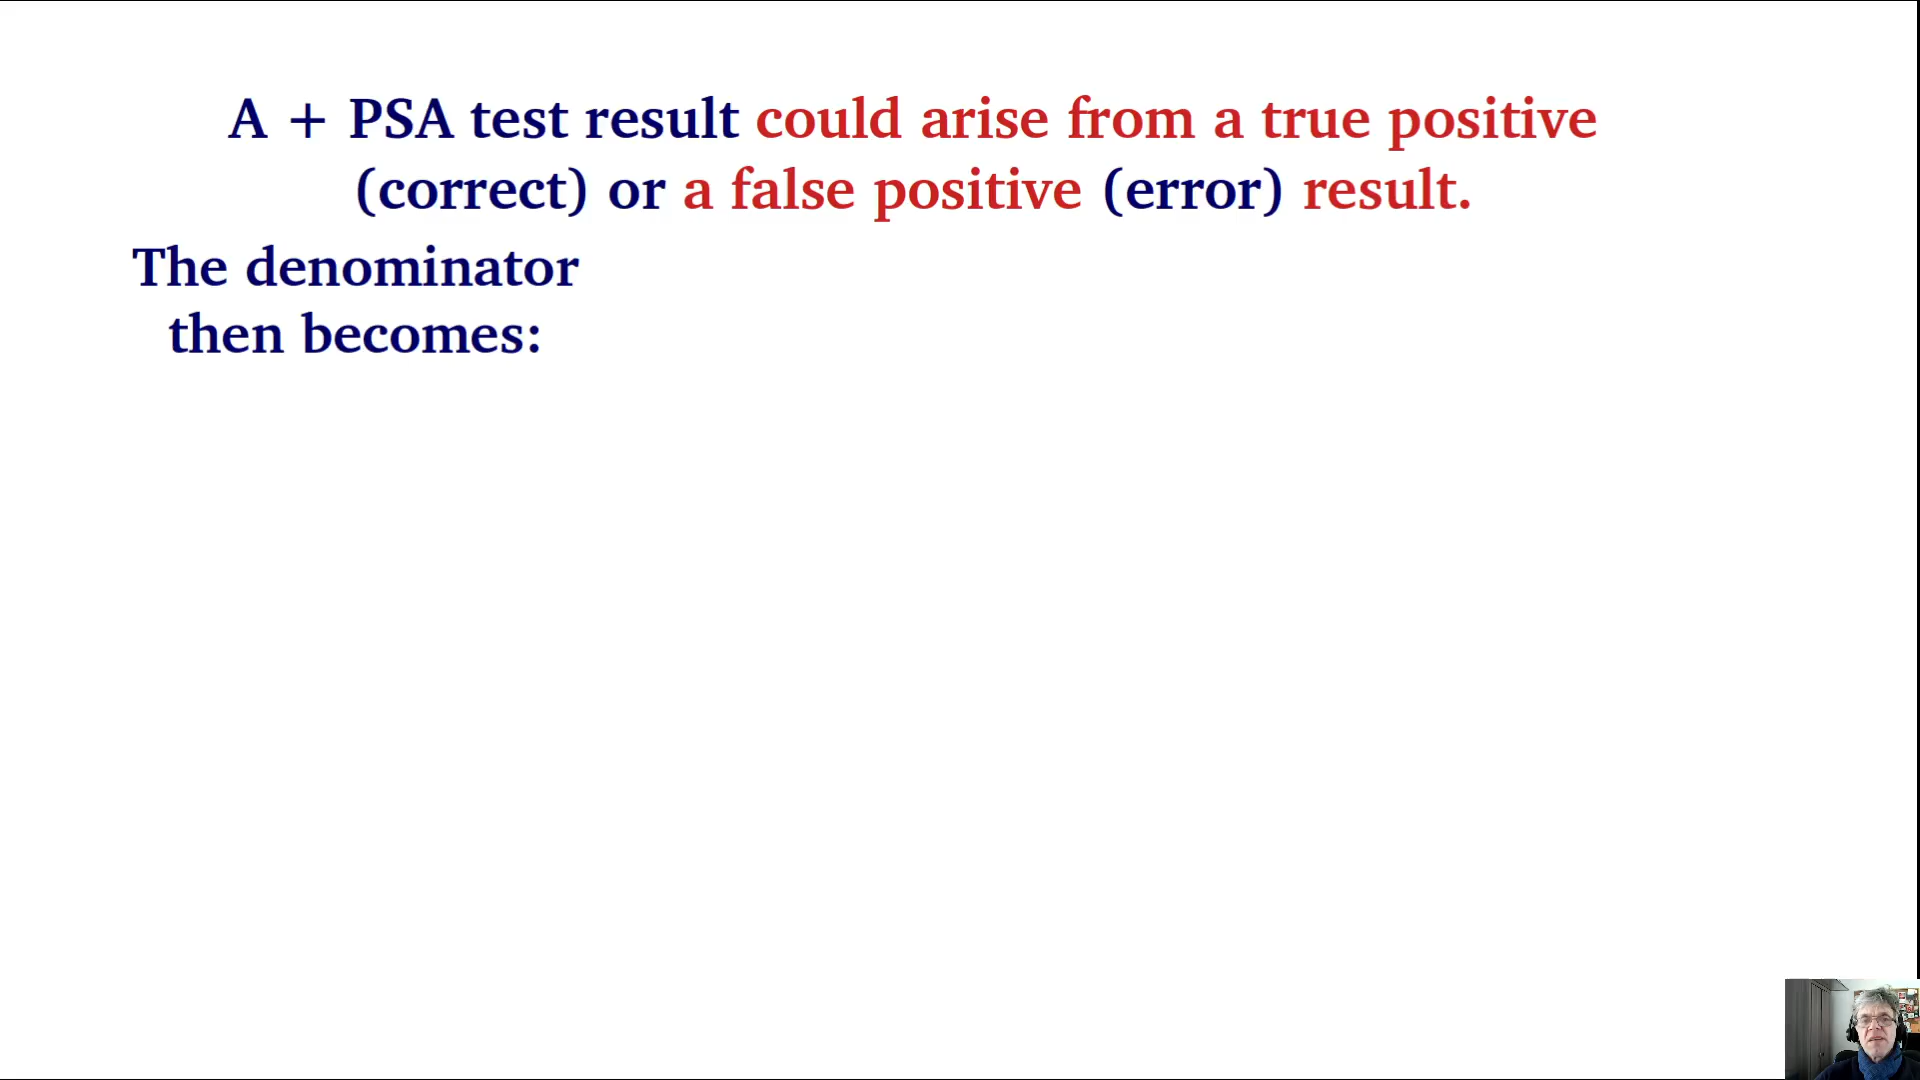 A + PSA test result could arise from a true positive
(correct) or a false positive (error) result.
The denominator
then becomes: